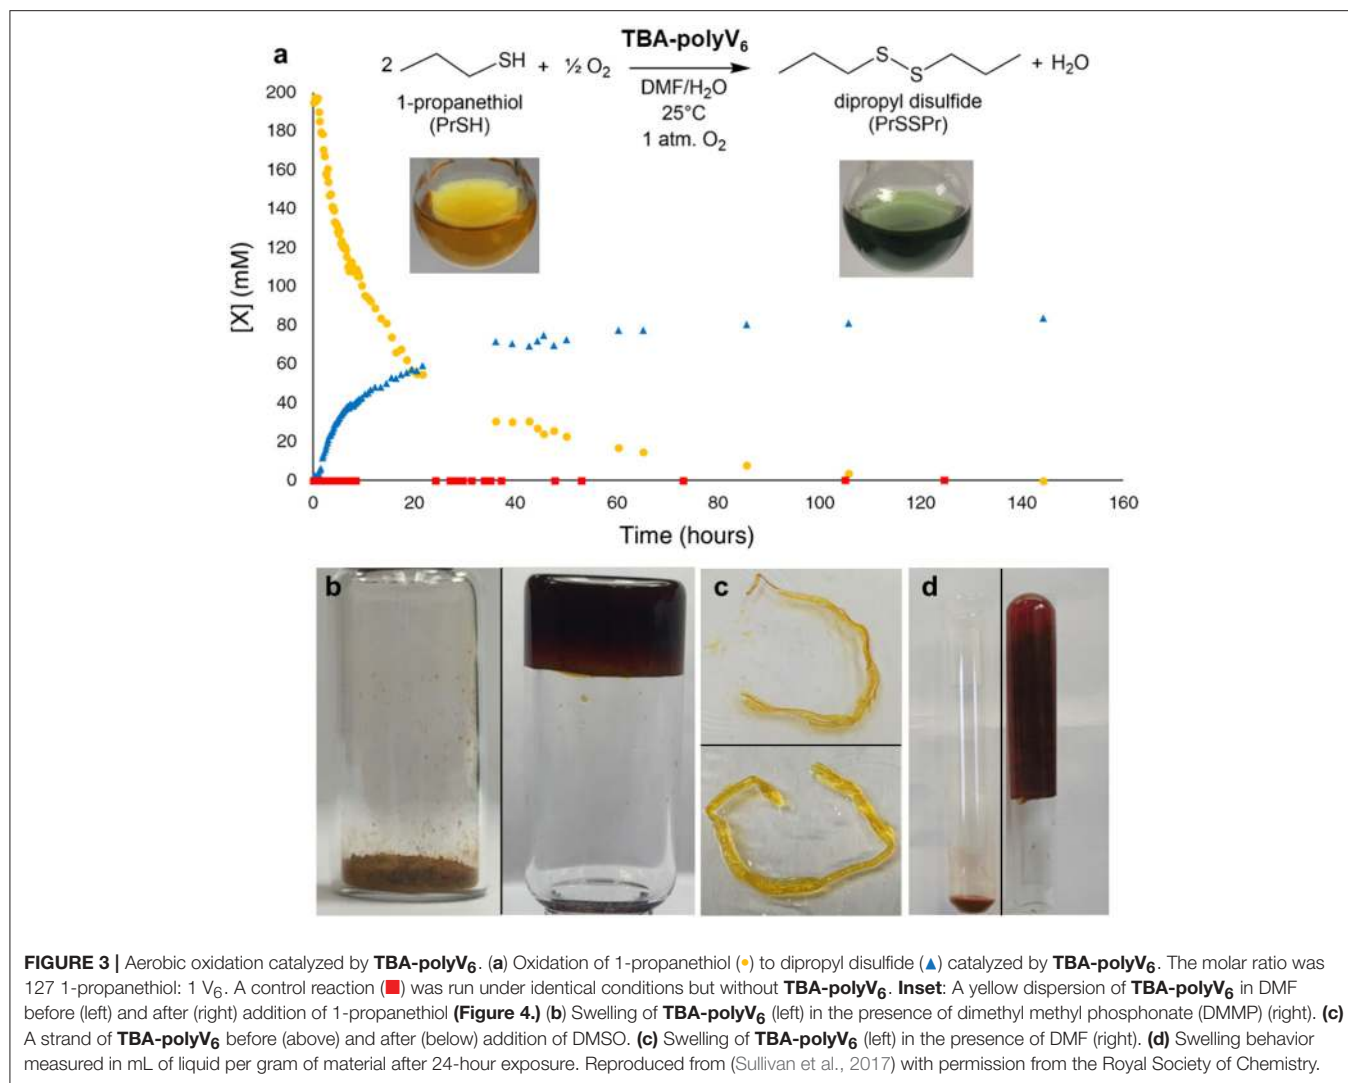 a
2
SH
+
½ O₂
TBA-polyV₆
DMF/H₂O
25°C
1 atm. O₂
S
S
+ H₂O
1-propanethiol
(PrSH)
dipropyl disulfide
(PrSSPr)
[X] (mM)
200
180
160
140
120
100
80
60
40
20
0
0 20 40 60 80 100 120 140 160
Time (hours)
b
c
d
FIGURE 3 | Aerobic oxidation catalyzed by TBA-polyV₆. (a) Oxidation of 1-propanethiol (●) to dipropyl disulfide (▲) catalyzed by TBA-polyV₆. The molar ratio was
127 1-propanethiol: 1 V₆. A control reaction (■) was run under identical conditions but without TBA-polyV₆. Inset: A yellow dispersion of TBA-polyV₆ in DMF
before (left) and after (right) addition of 1-propanethiol (Figure 4.) (b) Swelling of TBA-polyV₆ (left) in the presence of dimethyl methyl phosphonate (DMMP) (right). (c)
A strand of TBA-polyV₆ before (above) and after (below) addition of DMSO. (c) Swelling of TBA-polyV₆ (left) in the presence of DMF (right). (d) Swelling behavior
measured in mL of liquid per gram of material after 24-hour exposure. Reproduced from (Sullivan et al., 2017) with permission from the Royal Society of Chemistry.